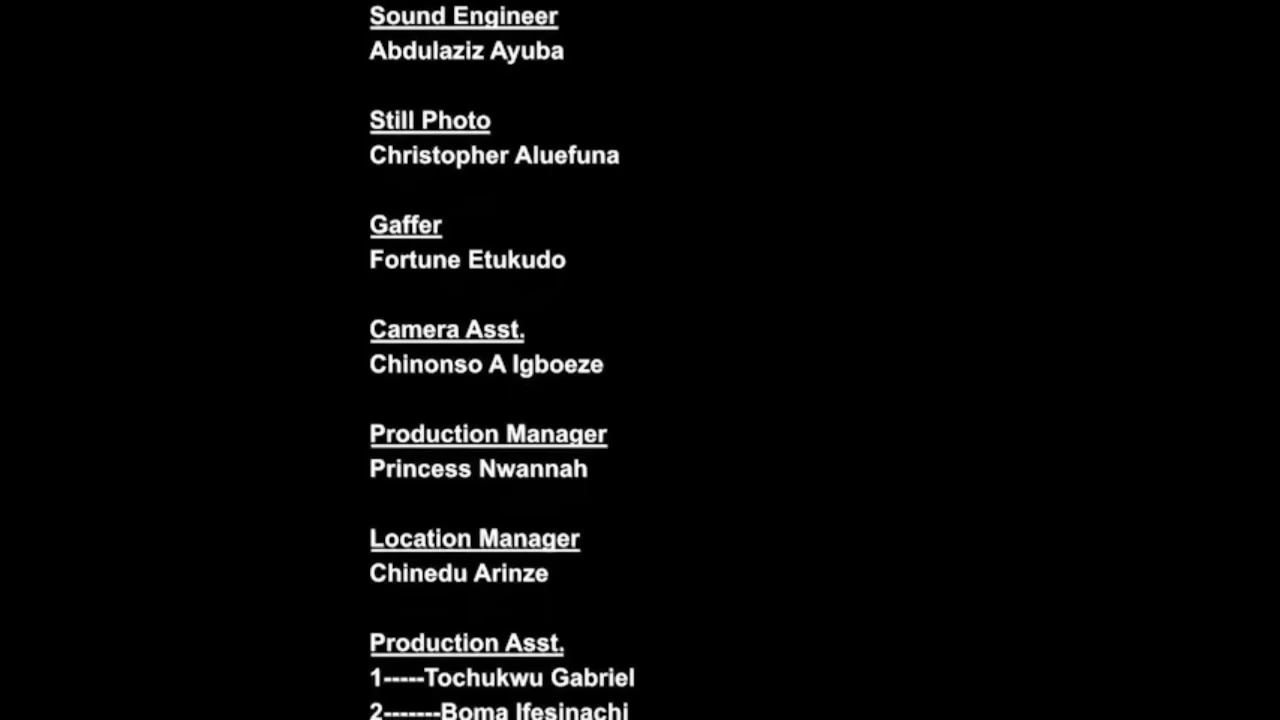 Sound Engineer
Abdulaziz Ayuba
Still Photo
Christopher Aluefuna
Gaffer
Fortune Etukudo
Camera Asst.
Chinonso A Igboeze
Production Manager
Princess Nwannah
Location Manager
Chinedu Arinze
Production Asst.
1-----Tochukwu Gabriel
2-------Boma Ifesinachi